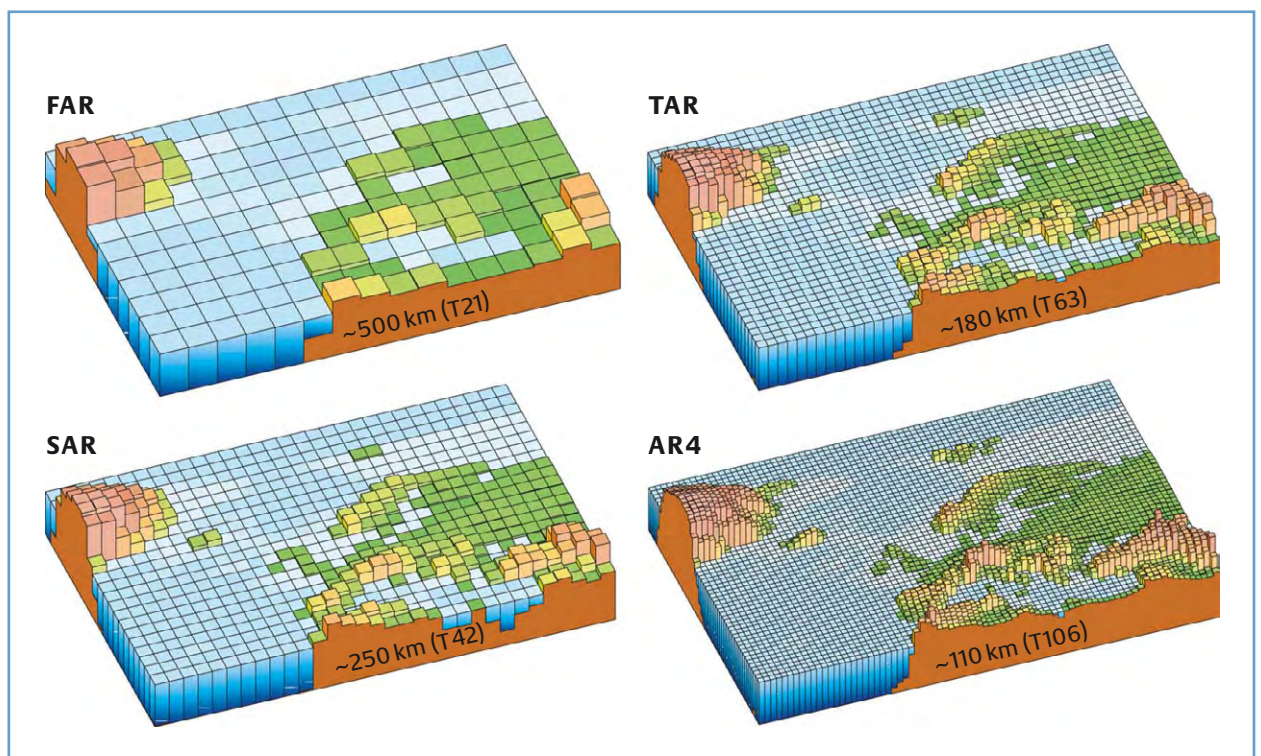 FAR
~500 km (T21)
TAR
~180 km (T63)
SAR
~250 km (T42)
AR4
~110 km (T106)